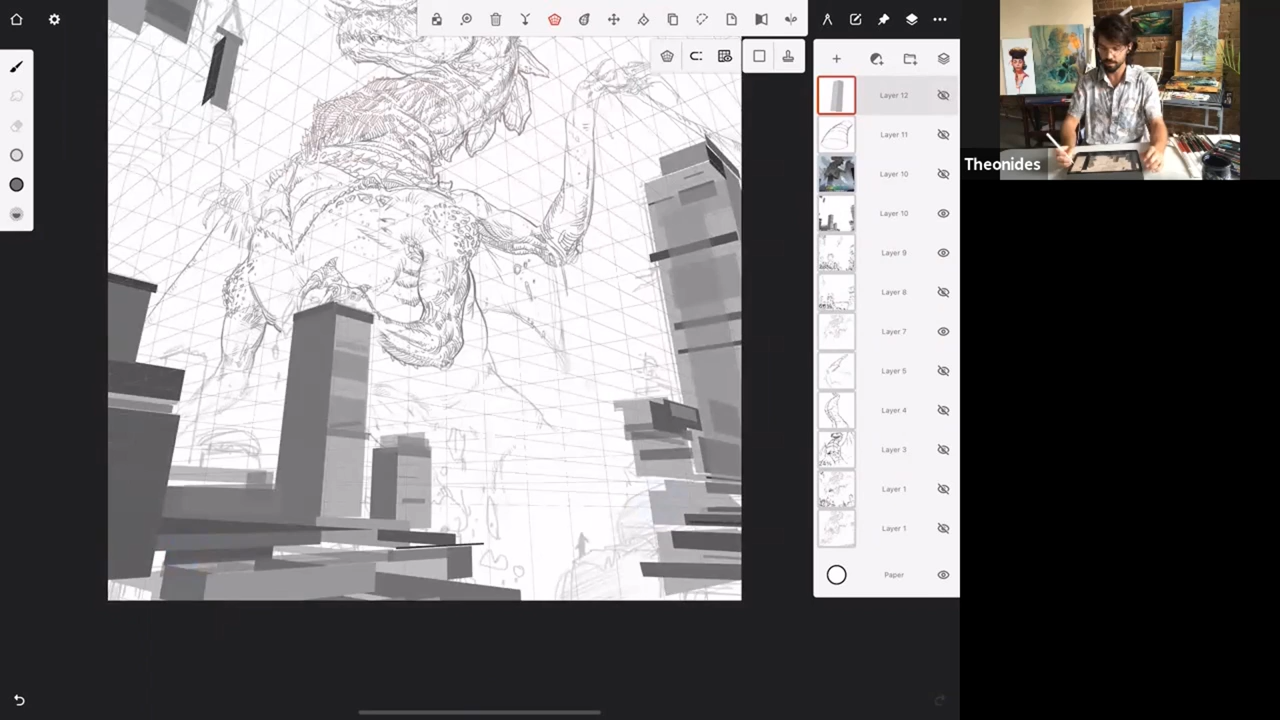 Layer 12
Layer 11
Layer 10
Layer 10
Layer 9
Layer 8
Layer 7
Layer 5
Layer 4
Layer 3
Layer 1
Layer 1
Paper
Theonides